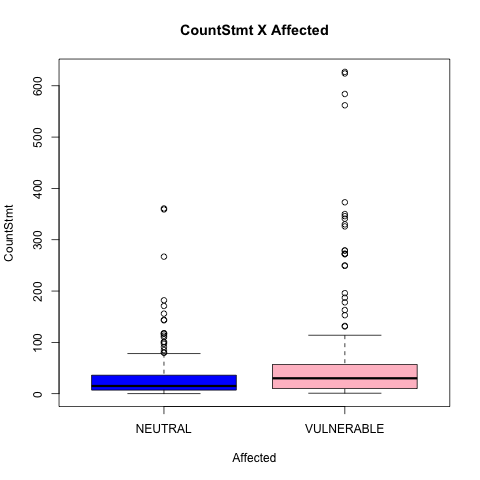 CountStmt X Affected
CountStmt
600
500
400
300
200
100
0
NEUTRAL
VULNERABLE
Affected